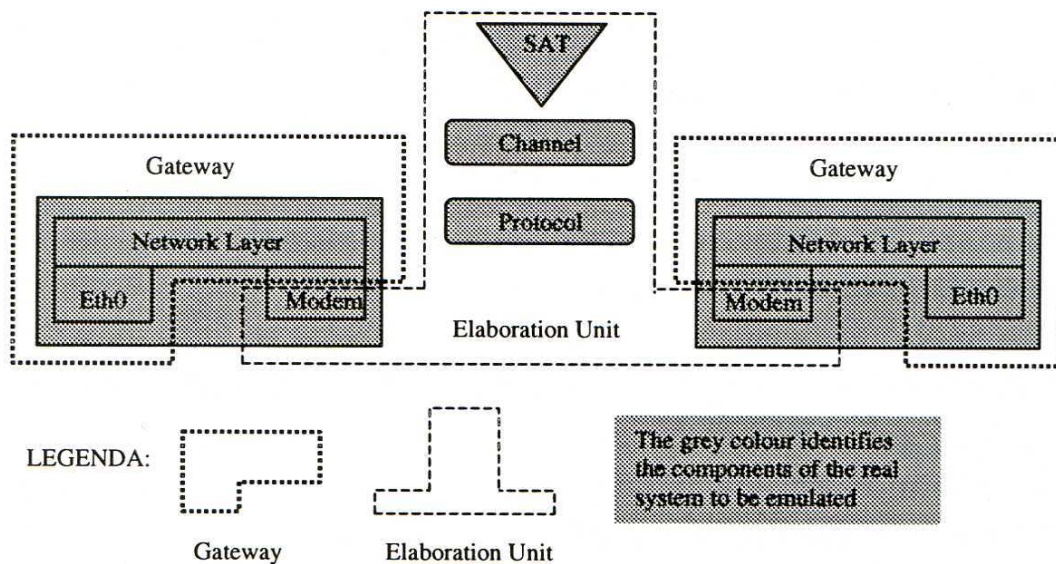 SAT
Channel
Protocol
Gateway
Network Layer
Eth0
Modem
Gateway
Network Layer
Modem
Eth0
Elaboration Unit
LEGENDA:
Gateway
Elaboration Unit
The grey colour identifies
the components of the real
system to be emulated